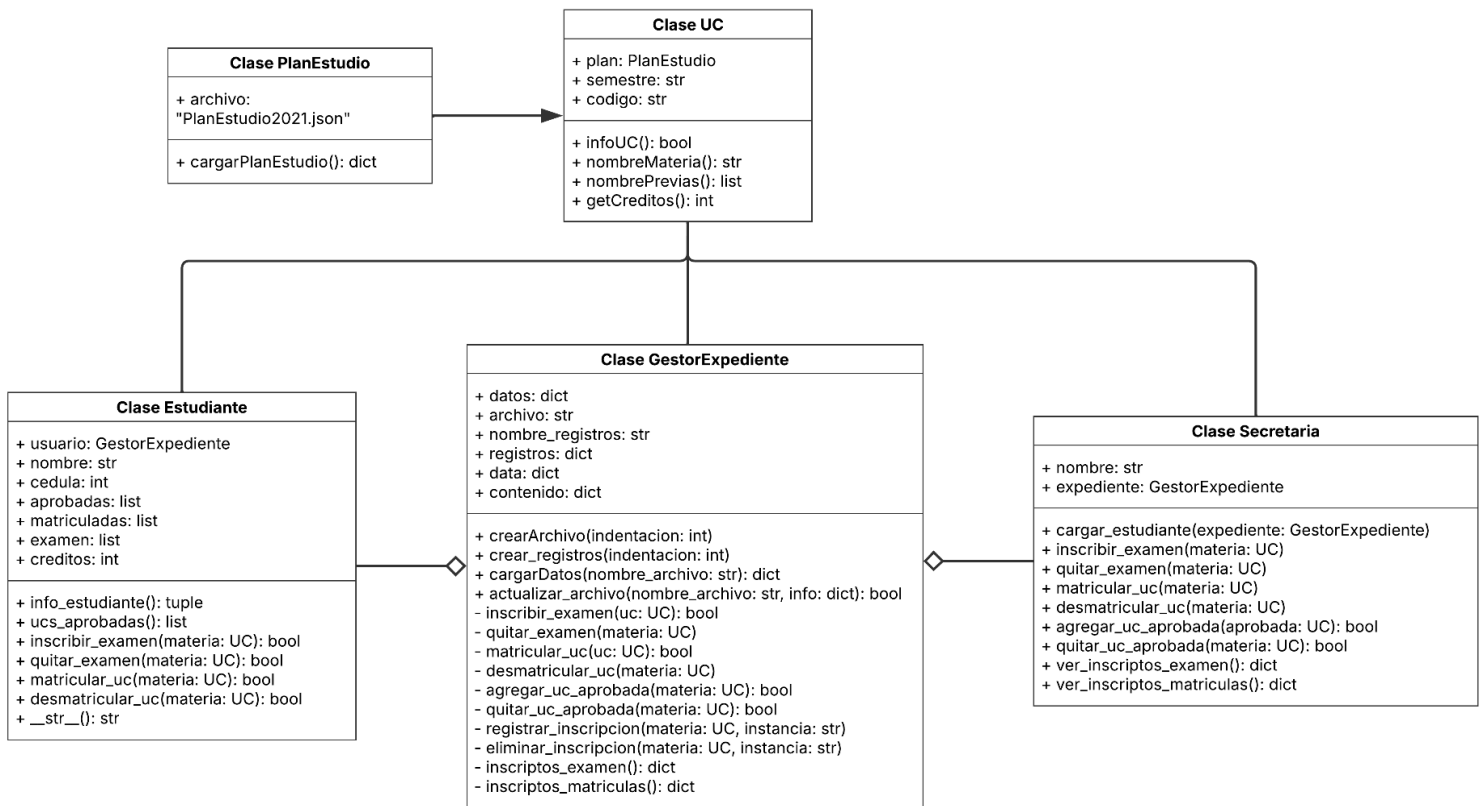 Clase PlanEstudio
+ archivo:
"PlanEstudio2021.json"
+ cargarPlanEstudio(): dict
Clase UC
+ plan: PlanEstudio
+ semestre: str
+ codigo: str
+ infoUC(): bool
+ nombreMateria(): str
+ nombrePrevias(): list
+ getCreditos(): int
Clase Estudiante
+ usuario: GestorExpediente
+ nombre: str
+ cedula: int
+ aprobadas: list
+ matriculadas: list
+ examen: list
+ creditos: int
+ info_estudiante(): tuple
+ ucs_aprobadas(): list
+ inscribir_examen(materia: UC): bool
+ quitar_examen(materia: UC): bool
+ matricular_uc(materia: UC): bool
+ desmatricular_uc(materia: UC): bool
+ __str__(): str
Clase GestorExpediente
+ datos: dict
+ archivo: str
+ nombre_registros: str
+ registros: dict
+ data: dict
+ contenido: dict
+ crearArchivo(indentacion: int)
+ crear_registros(indentacion: int)
+ cargarDatos(nombre_archivo: str): dict
+ actualizar_archivo(nombre_archivo: str, info: dict): bool
- inscribir_examen(uc: UC): bool
- quitar_examen(materia: UC)
- matricular_uc(uc: UC): bool
- desmatricular_uc(materia: UC)
- agregar_uc_aprobada(materia: UC): bool
- quitar_uc_aprobada(materia: UC): bool
- registrar_inscripcion(materia: UC, instancia: str)
- eliminar_inscripcion(materia: UC, instancia: str)
- inscriptos_examen(): dict
- inscriptos_matriculas(): dict
Clase Secretaria
+ nombre: str
+ expediente: GestorExpediente
+ cargar_estudiante(expediente: GestorExpediente)
+ inscribir_examen(materia: UC)
+ quitar_examen(materia: UC)
+ matricular_uc(materia: UC)
+ desmatricular_uc(materia: UC)
+ agregar_uc_aprobada(aprobada: UC): bool
+ quitar_uc_aprobada(materia: UC): bool
+ ver_inscriptos_examen(): dict
+ ver_inscriptos_matriculas(): dict